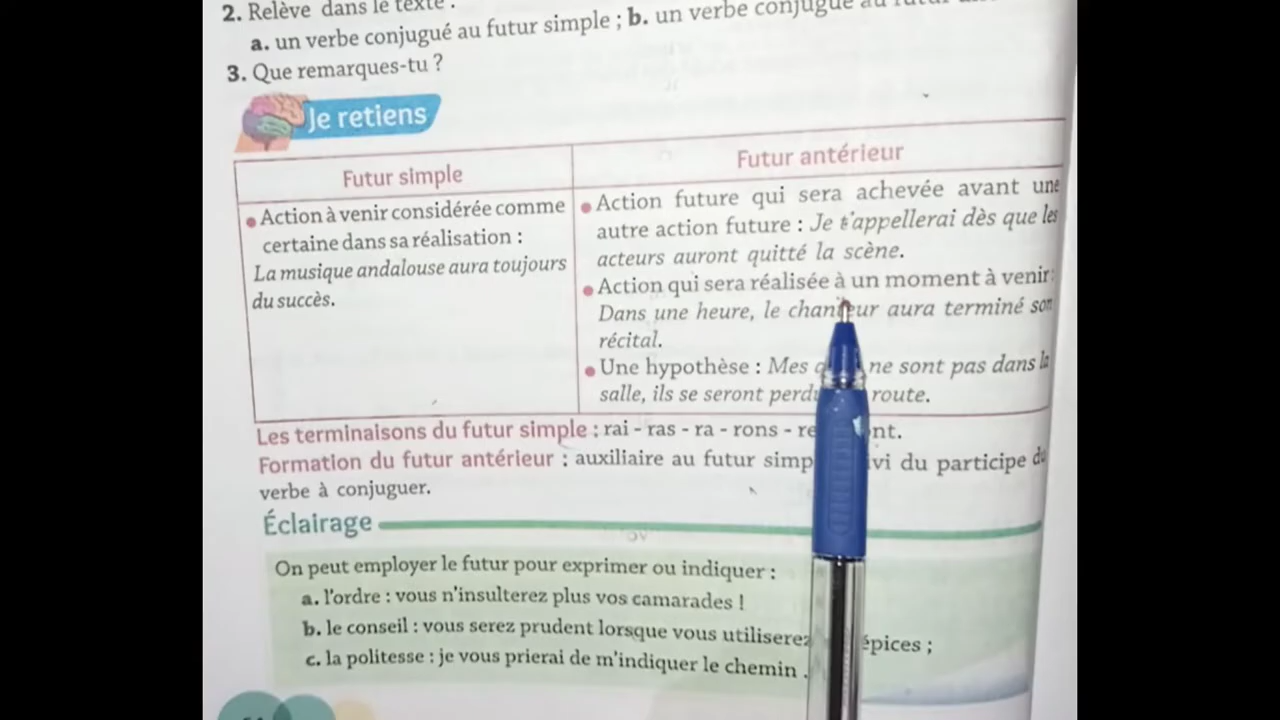 2. Relève dans le texte :
a. un verbe conjugué au futur simple ; b. un verbe conjugué au futur
3. Que remarques-tu ?
Je retiens
Futur simple
• Action à venir considérée comme
certaine dans sa réalisation :
La musique andalouse aura toujours
du succès.
Futur antérieur
• Action future qui sera achevée avant une
autre action future : Je t'appellerai dès que les
acteurs auront quitté la scène.
• Action qui sera réalisée à un moment à venir :
Dans une heure, le chanteur aura terminé son
récital.
• Une hypothèse : Mes ne sont pas dans la
salle, ils se seront route.
Les terminaisons du futur simple : rai - ras - ra - rons -
Formation du futur antérieur : auxiliaire au futur du participe du
verbe à conjuguer.
Éclairage
On peut employer le futur pour exprimer ou indiquer :
a. l'ordre : vous n'insulterez plus vos camarades !
b. le conseil : vous serez prudent lorsque vous utiliserez épices ;
c. la politesse : je vous prierai de m'indiquer le chemin .